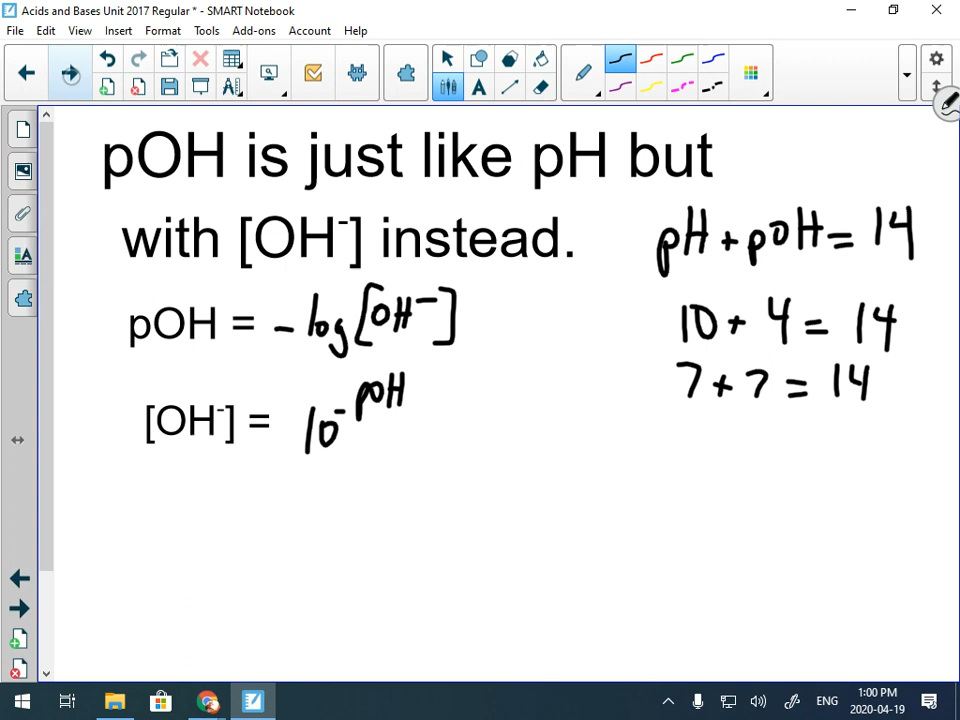 Acids and Bases Unit 2017 Regular * - SMART Notebook
File Edit View Insert Format Tools Add-ons Account Help
pOH is just like pH but
with [OH⁻] instead.
pH + pOH = 14
pOH = - log [OH⁻]
10 + 4 = 14
7 + 7 = 14
[OH⁻] = 10^-pOH
ENG
1:00 PM
2020-04-19